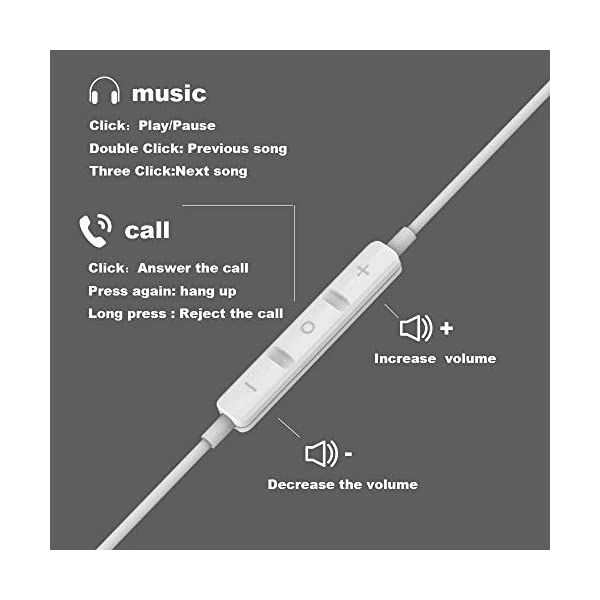 music
Click: Play/Pause
Double Click: Previous song
Three Click:Next song
call
Click: Answer the call
Press again: hang up
Long press : Reject the call
+
Increase volume
-
Decrease the volume